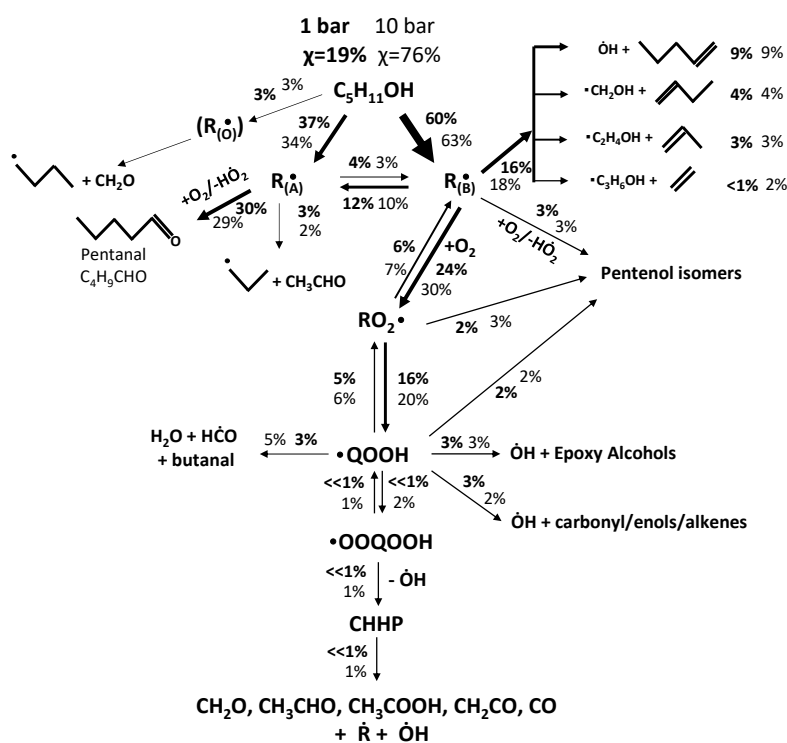 1 bar 10 bar
χ=19% χ=76%
C₅H₁₁OH
3% 3%
(Ṙ₍O₎)
+ CH₂O
37%
34%
60%
63%
Ṙ₍A₎
4% 3%
12% 10%
Ṙ₍B₎
16%
18%
ȮH +
9% 9%
•CH₂OH +
4% 4%
•C₂H₄OH +
3% 3%
•C₃H₆OH +
<1% 2%
+O₂/-HȮ₂
30%
29%
O
Pentanal
C₄H₉CHO
3%
2%
+ CH₃CHO
6%
7%
+O₂
24%
30%
3%
3%
+O₂/-HȮ₂
Pentenol isomers
RO₂•
2% 3%
5%
6%
16%
20%
2%
2%
H₂O + HĊO
+ butanal
5% 3%
•QOOH
3% 3%
ȮH + Epoxy Alcohols
3%
2%
ȮH + carbonyl/enols/alkenes
<<1%
1%
<<1%
2%
•OOQOOH
<<1%
1%
- ȮH
CHHP
<<1%
1%
CH₂O, CH₃CHO, CH₃COOH, CH₂CO, CO
+ Ṙ + ȮH